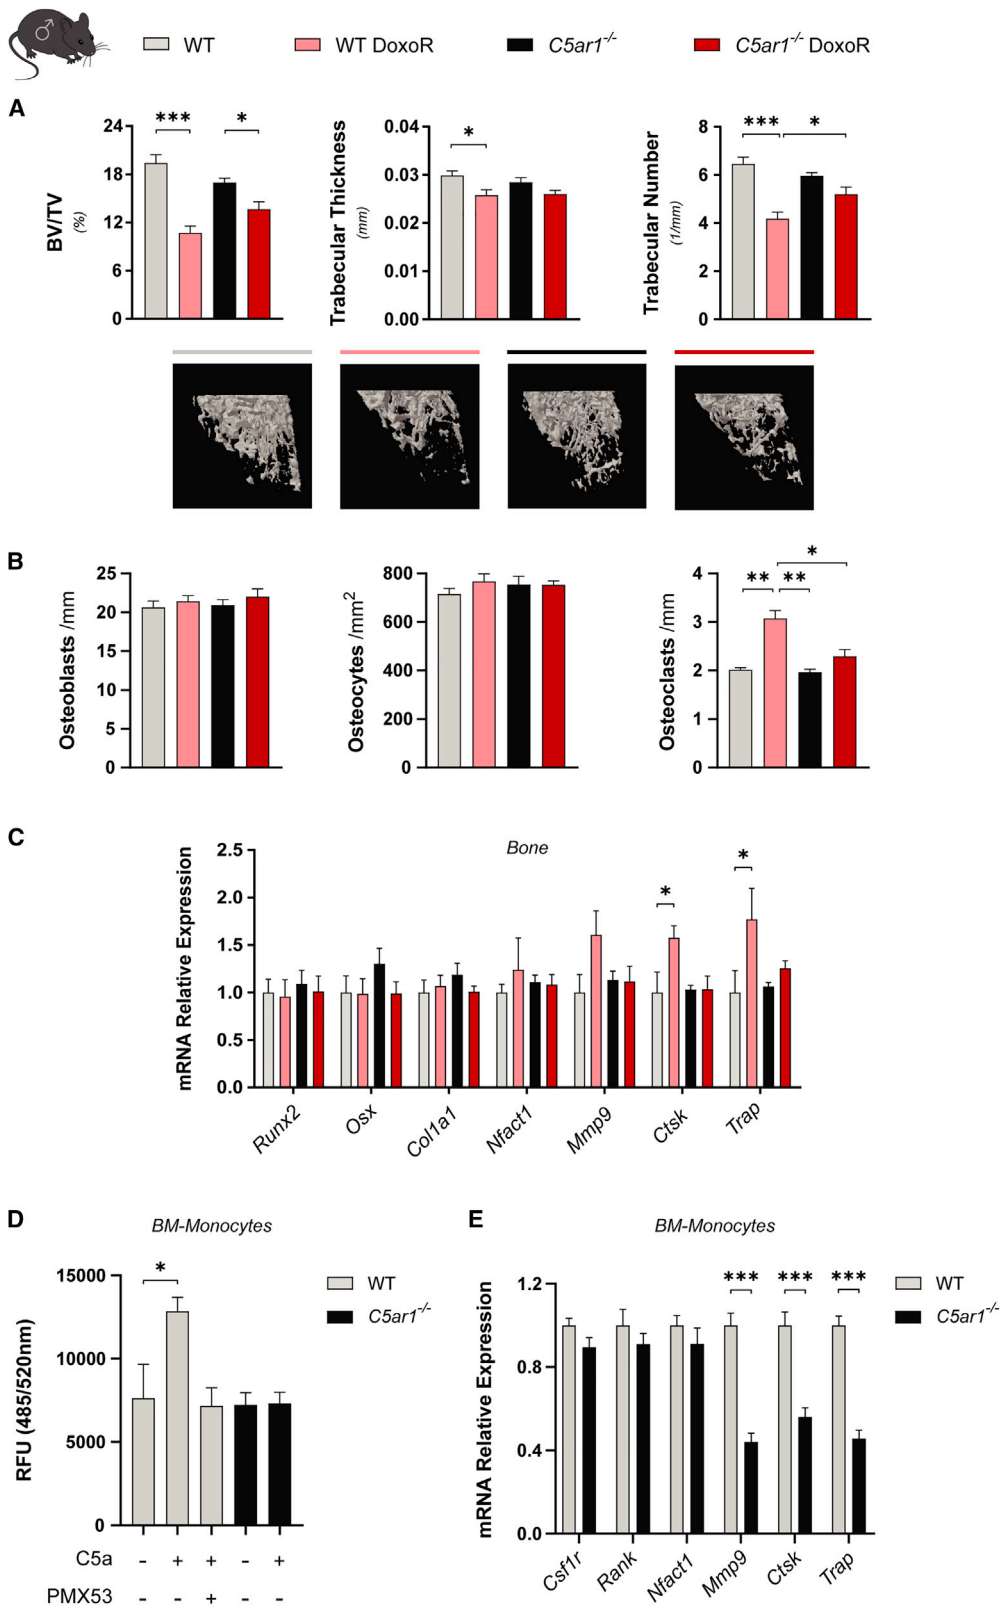 ♂ WT WT DoxoR C5ar1-/- C5ar1-/- DoxoR
A
BV/TV (%)
24
18
12
6
0
*** *
Trabecular Thickness (mm)
0.04
0.03
0.02
0.01
0.00
*
Trabecular Number (1/mm)
8
6
4
2
0
*** *
B
Osteoblasts /mm
25
20
15
10
5
0
Osteocytes /mm2
800
600
400
200
0
Osteoclasts /mm
4
3
2
1
0
*
** **
C
Bone
mRNA Relative Expression
2.5
2.0
1.5
1.0
0.5
0.0
* *
Runx2 Osx Col1a1 Nfact1 Mmp9 Ctsk Trap
D
BM-Monocytes
RFU (485/520nm)
15000
10000
5000
0
*
WT
C5ar1-/-
C5a - + + - +
PMX53 - - + - -
E
BM-Monocytes
mRNA Relative Expression
1.2
0.8
0.4
0.0
*** *** ***
WT
C5ar1-/-
Csf1r Rank Nfact1 Mmp9 Ctsk Trap